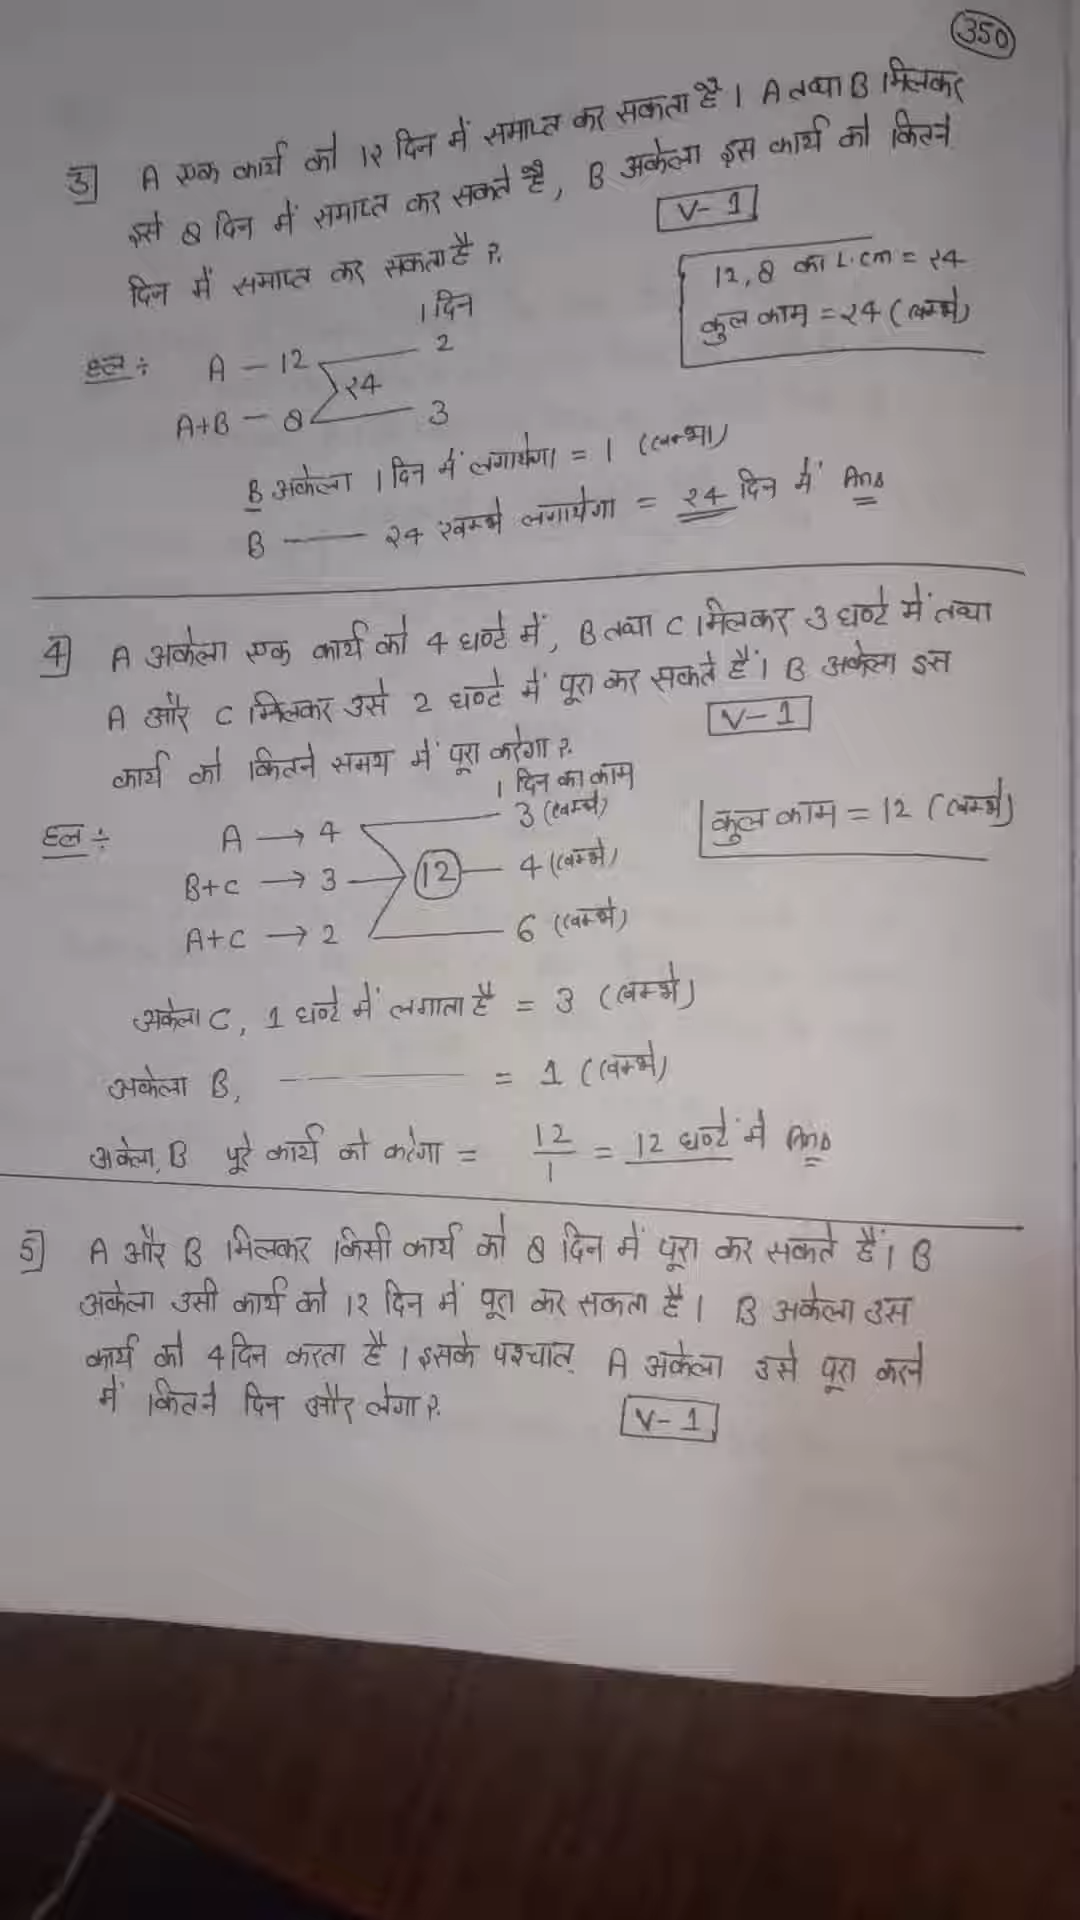 350
3] A एक कार्य को 12 दिन में समाप्त कर सकता है । A तथा B मिलकर
इसे 8 दिन में समाप्त कर सकते है, B अकेला इस कार्य को कितने
दिन में समाप्त कर सकता है ?
V-1
12, 8 का L.cm = 24
कुल काम = 24 (खम्भे)
1 दिन
हल ÷ A - 12 24 2
A+B - 8 3
B अकेला 1 दिन में लगायेगा = 1 (खम्भा)
B —— 24 खम्भे लगायेगा = 24 दिन में Ans
4] A अकेला एक कार्य को 4 घण्टे में, B तथा C मिलकर 3 घण्टे में तथा
A और C मिलकर उसे 2 घण्टे में पूरा कर सकते हैं। B अकेला इस
कार्य को कितने समय में पूरा करेगा ?
V-1
1 दिन का काम
हल ÷ A → 4 3 (खम्भे)
कुल काम = 12 (खम्भे)
B+C → 3 12 4 (खम्भे)
A+C → 2 6 (खम्भे)
अकेला C, 1 घण्टे में लगाता है = 3 (खम्भे)
अकेला B, ——— = 1 (खम्भे)
अकेला, B पूरे कार्य को करेगा = 12/1 = 12 घण्टे में Ans
5] A और B मिलकर किसी कार्य को 8 दिन में पूरा कर सकते हैं। B
अकेला उसी कार्य को 12 दिन में पूरा कर सकता है। B अकेला उस
कार्य को 4 दिन करता है । इसके पश्चात् A अकेला उसे पूरा करने
में कितने दिन और लेगा ?
V-1